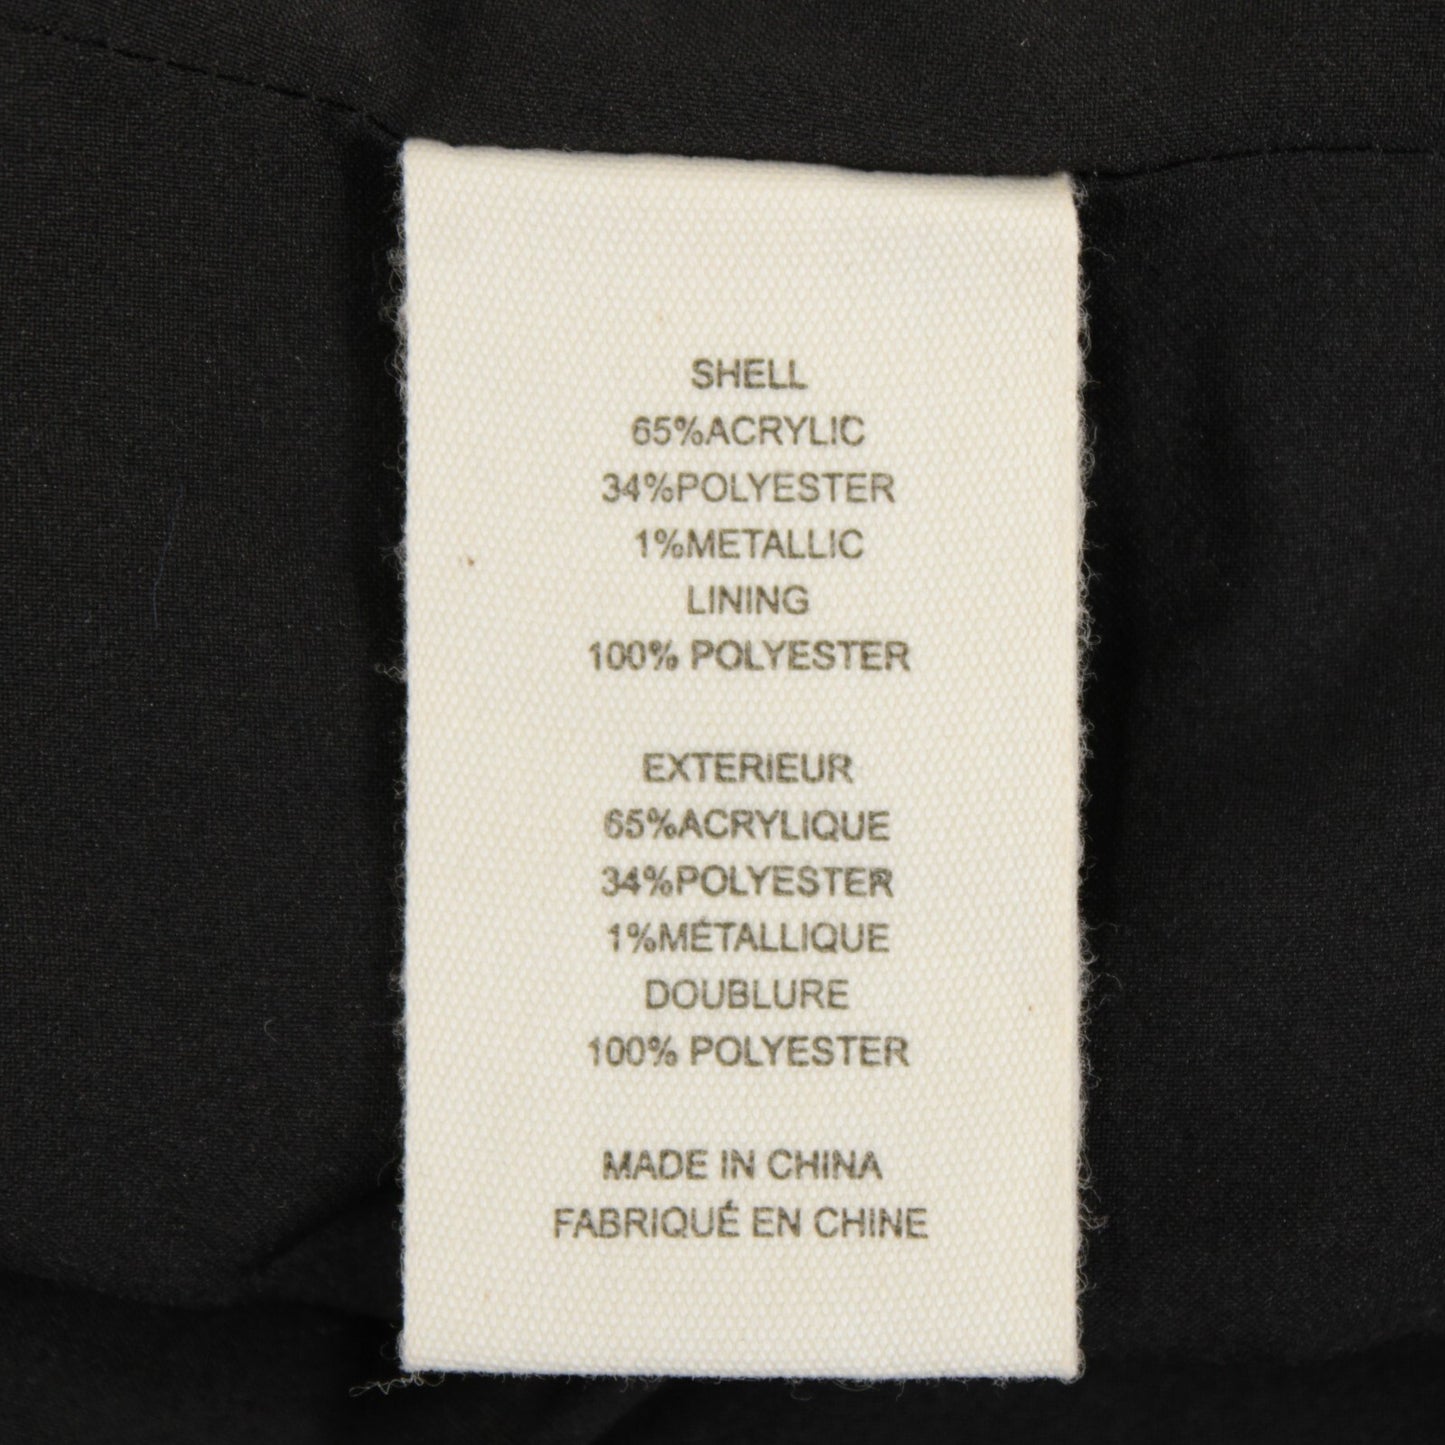 SHELL
65%ACRYLIC
34%POLYESTER
1%METALLIC
LINING
100% POLYESTER
EXTERIEUR
65%ACRYLIQUE
34%POLYESTER
1%MÉTALLIQUE
DOUBLURE
100% POLYESTER
MADE IN CHINA
FABRIQUÉ EN CHINE